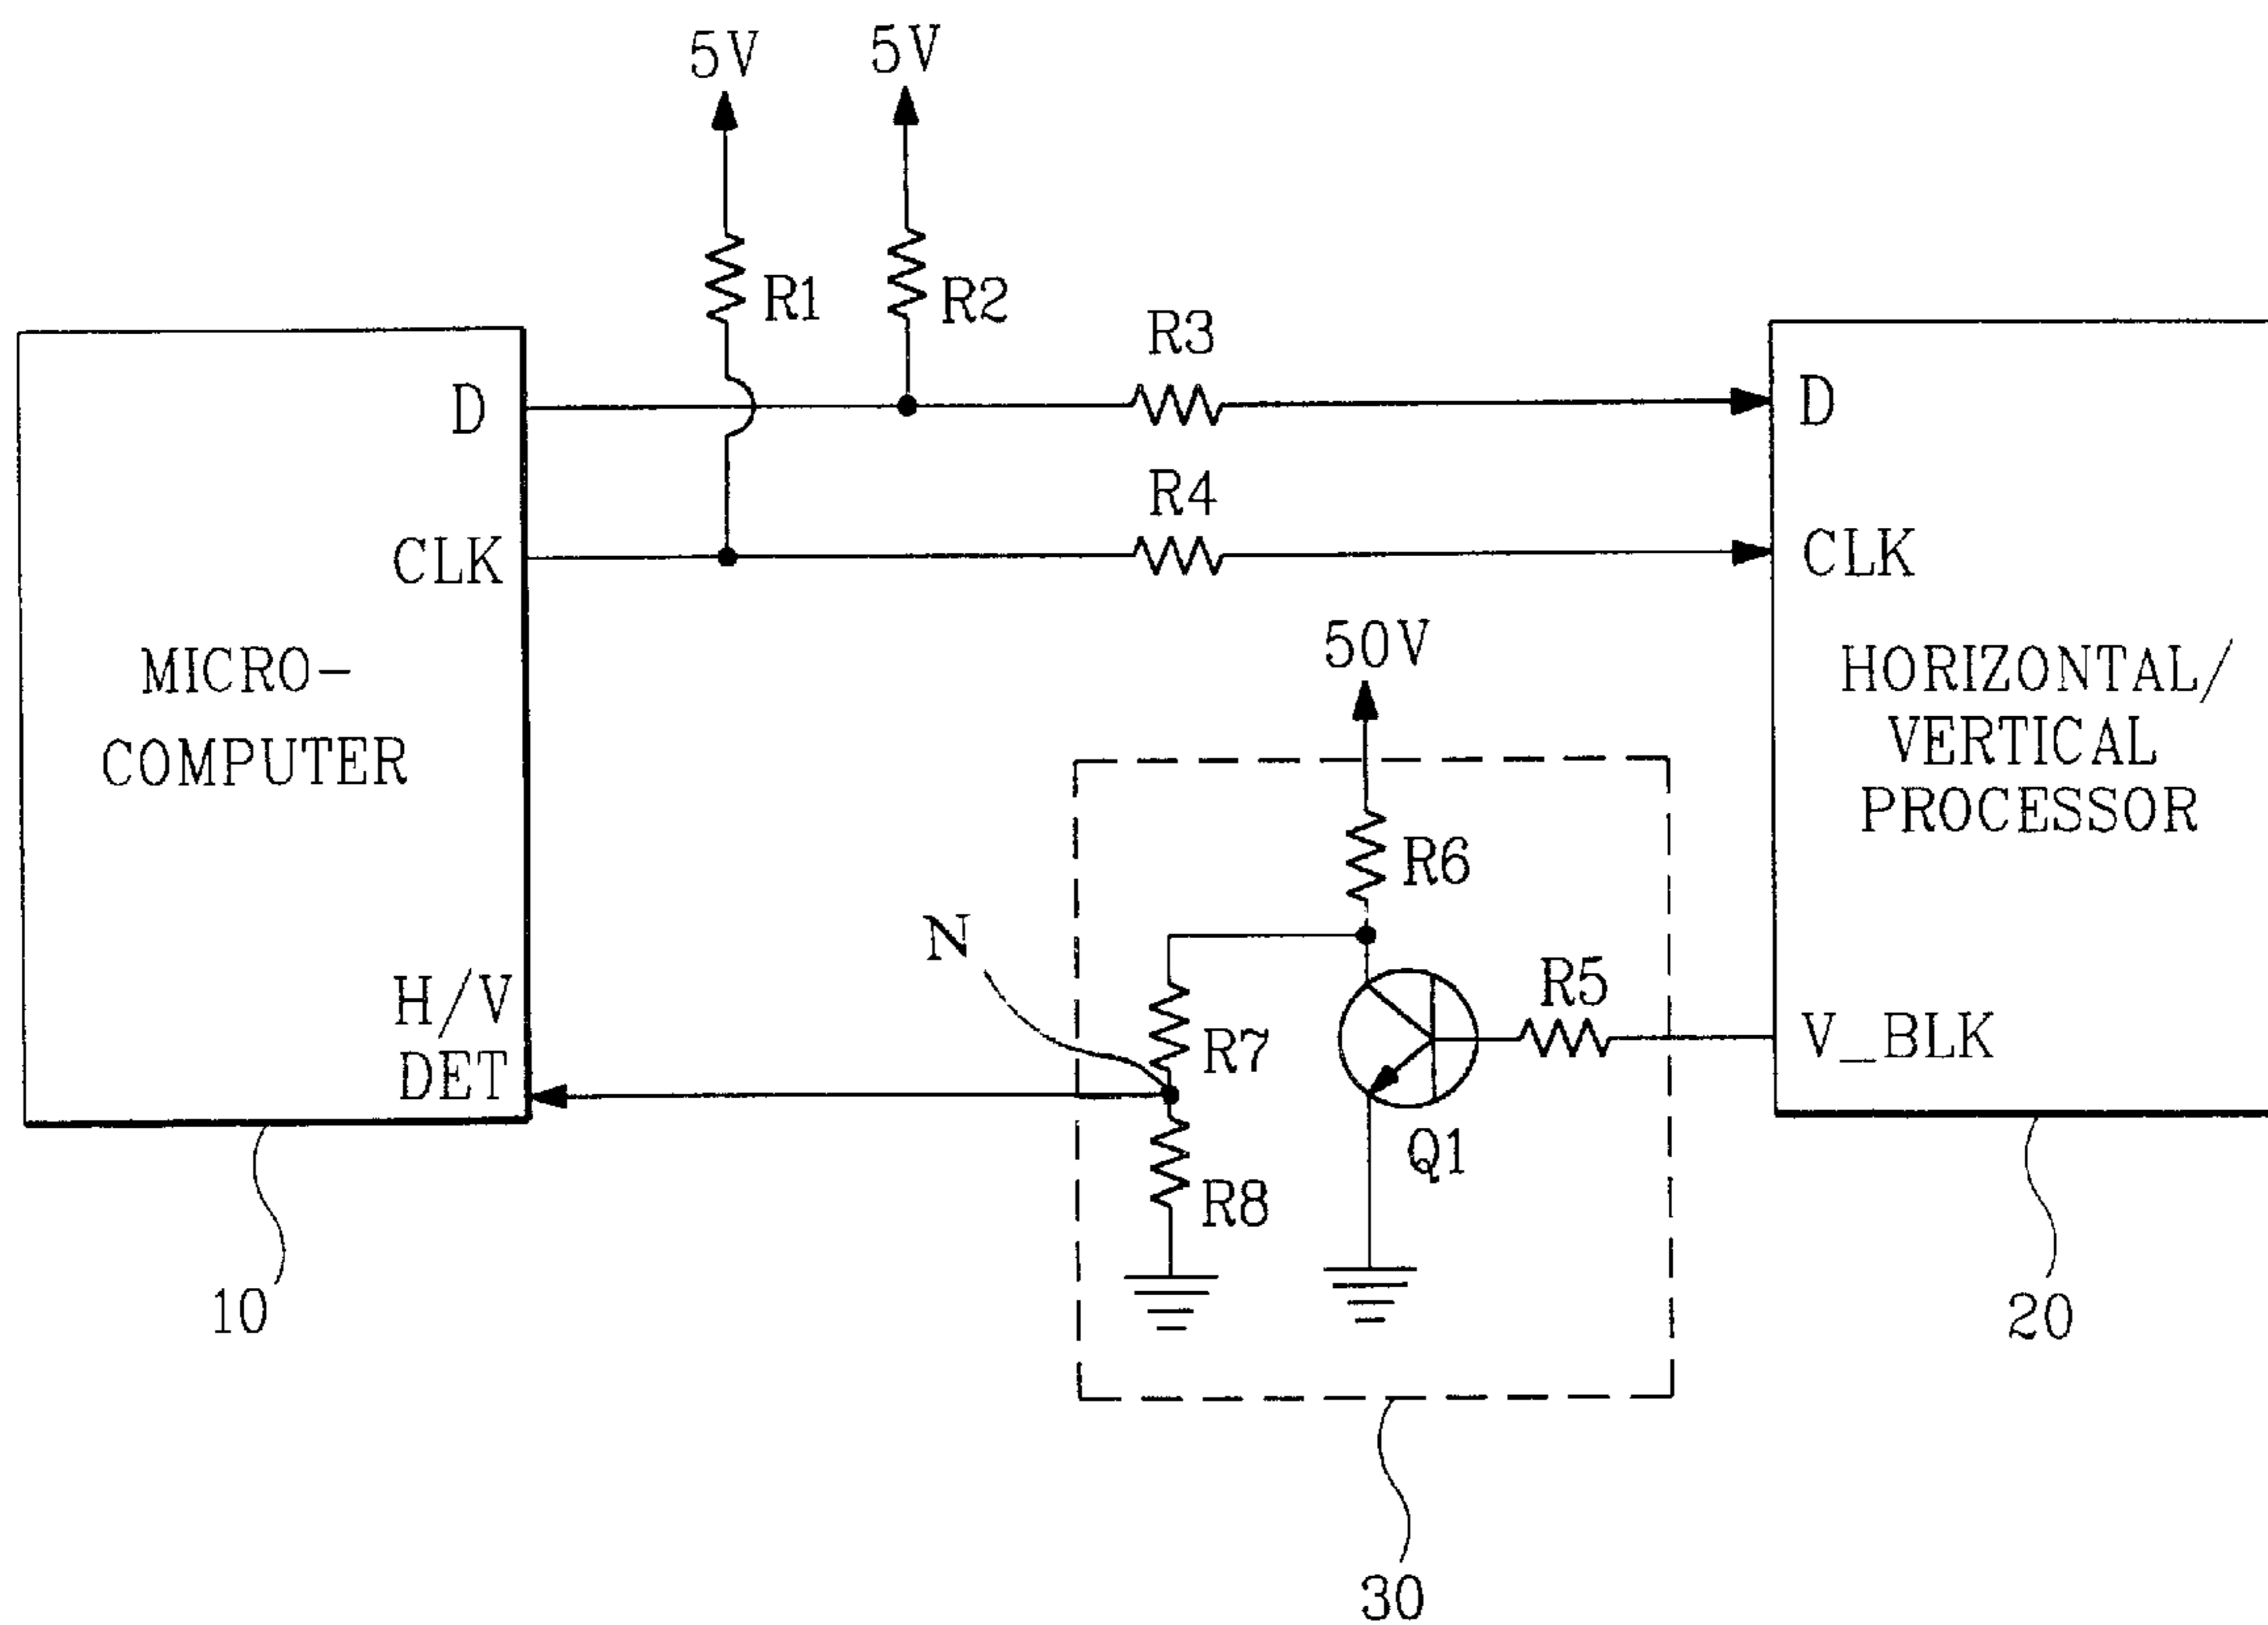 5V
5V
R1
R2
R3
D
D
R4
CLK
CLK
50V
MICRO-
COMPUTER
HORIZONTAL/
VERTICAL
PROCESSOR
R6
N
H/V
DET
R7
R5
V_BLK
Q1
R8
10
20
30